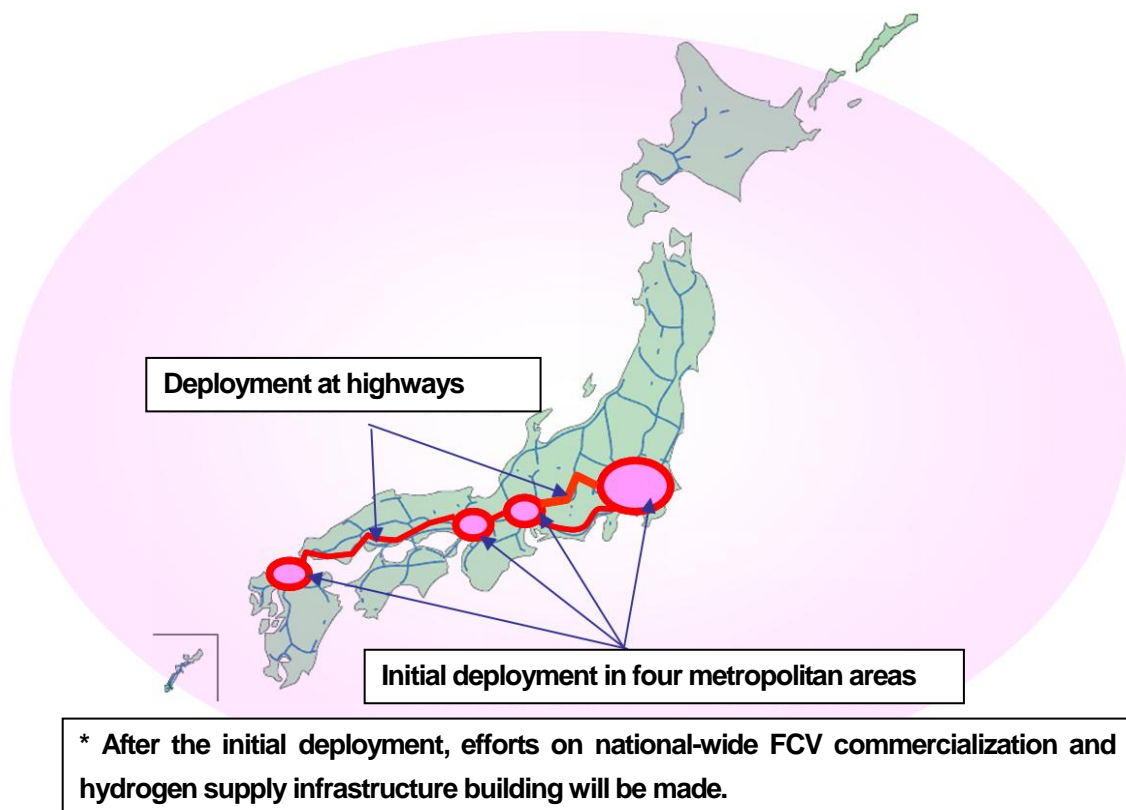 Deployment at highways
Initial deployment in four metropolitan areas
* After the initial deployment, efforts on national-wide FCV commercialization and
hydrogen supply infrastructure building will be made.